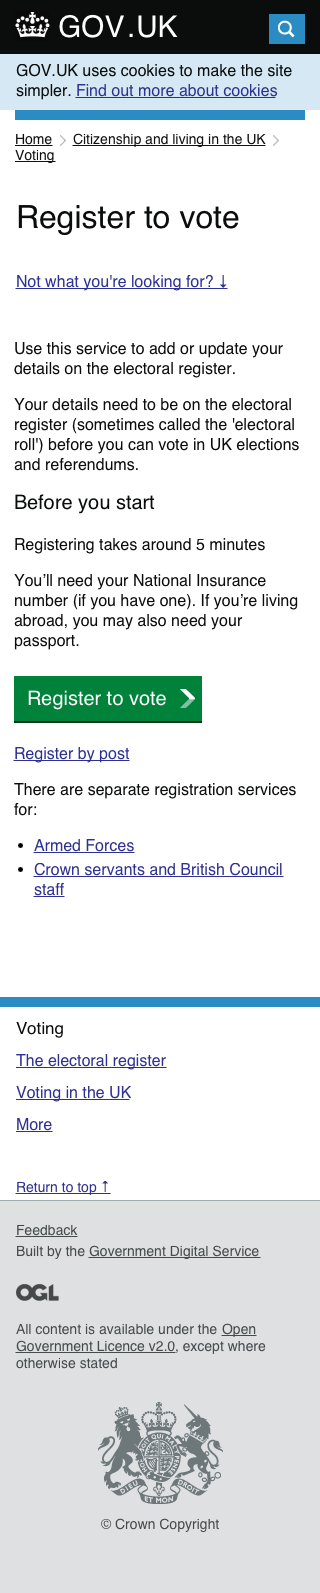 GOV.UK
GOV.UK uses cookies to make the site
simpler. Find out more about cookies
Home Citizenship and living in the UK
Voting
Register to vote
Not what you're looking for? ↓
Use this service to add or update your
details on the electoral register.
Your details need to be on the electoral
register (sometimes called the 'electoral
roll') before you can vote in UK elections
and referendums.
Before you start
Registering takes around 5 minutes
You’ll need your National Insurance
number (if you have one). If you’re living
abroad, you may also need your
passport.
Register to vote
Register by post
There are separate registration services
for:
• Armed Forces
• Crown servants and British Council
staff
Voting
The electoral register
Voting in the UK
More
Return to top ↑
Feedback
Built by the Government Digital Service
OGL
All content is available under the Open
Government Licence v2.0, except where
otherwise stated
DIEU ET MON DROIT
© Crown Copyright